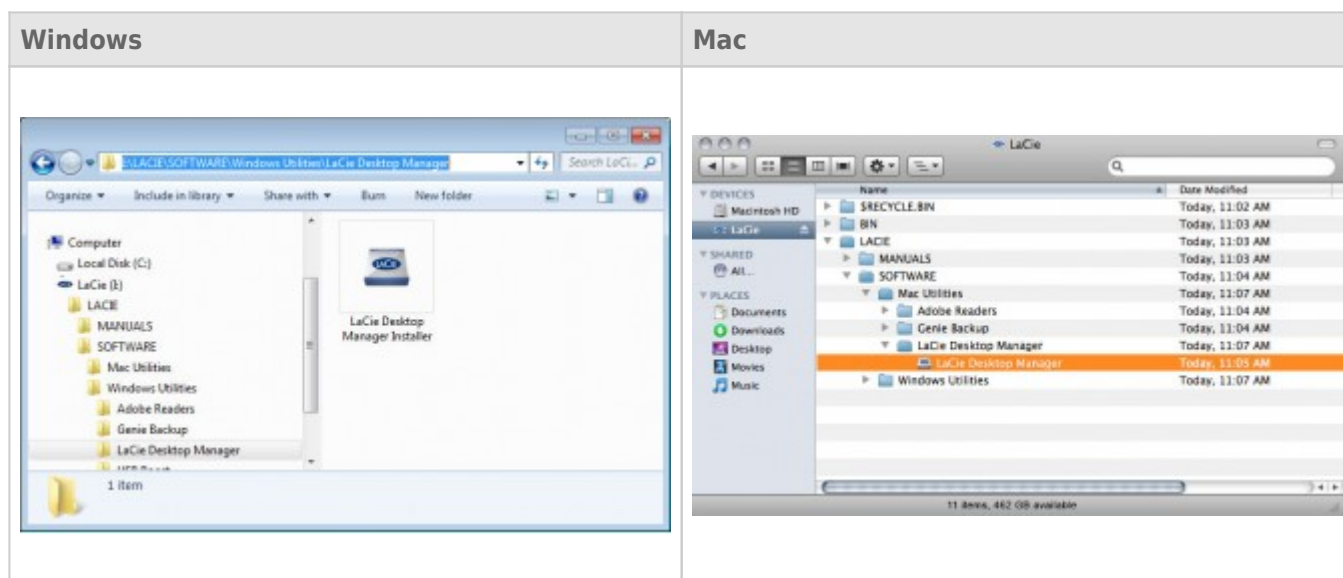 Windows
Mac
E:\LACIE\SOFTWARE\Windows Utilities\LaCie Desktop Manager
Search LaCi...
Organize
Include in library
Share with
Burn
New folder
Computer
Local Disk (C:)
LaCie (E:)
LACIE
MANUALS
SOFTWARE
Mac Utilities
Windows Utilities
Adobe Readers
Genie Backup
LaCie Desktop Manager
LaCie Desktop
Manager Installer
1 item
LaCie
DEVICES
Macintosh HD
LaCie
SHARED
All...
PLACES
Documents
Downloads
Desktop
Movies
Music
Name Date Modified
$RECYCLE.BIN Today, 11:02 AM
BIN Today, 11:03 AM
LACIE Today, 11:03 AM
MANUALS Today, 11:03 AM
SOFTWARE Today, 11:04 AM
Mac Utilities Today, 11:07 AM
Adobe Readers Today, 11:04 AM
Genie Backup Today, 11:04 AM
LaCie Desktop Manager Today, 11:07 AM
LaCie Desktop Manager Today, 11:05 AM
Windows Utilities Today, 11:07 AM
11 items, 462 GB available